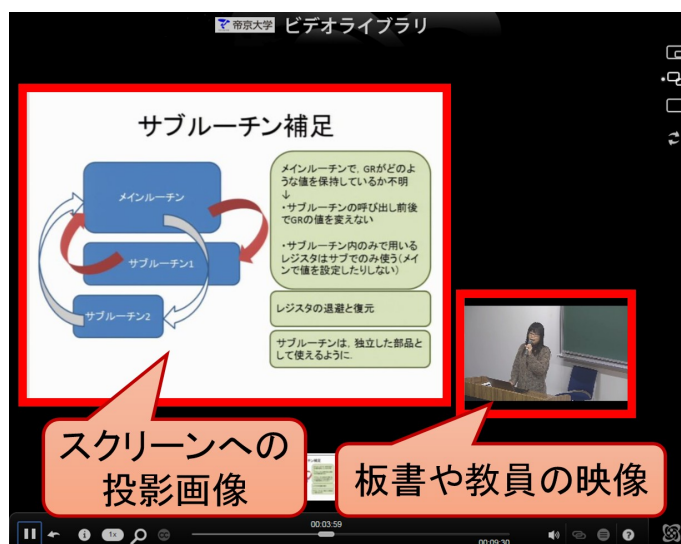 帝京大学 ビデオライブラリ
サブルーチン補足
メインルーチン
サブルーチン1
サブルーチン2
メインルーチンで，GRがどのよ
うな値を保持しているか不明
↓
・サブルーチンの呼び出し前後
でGRの値を変えない
・サブルーチン内のみで用いる
レジスタはサブでのみ使う（メイ
ンで値を設定したりしない）
レジスタの退避と復元
サブルーチンは，独立した部品と
して使えるように．
スクリーンへの
投影画像
板書や教員の映像
1x
CC
00:03:59
00:09:30